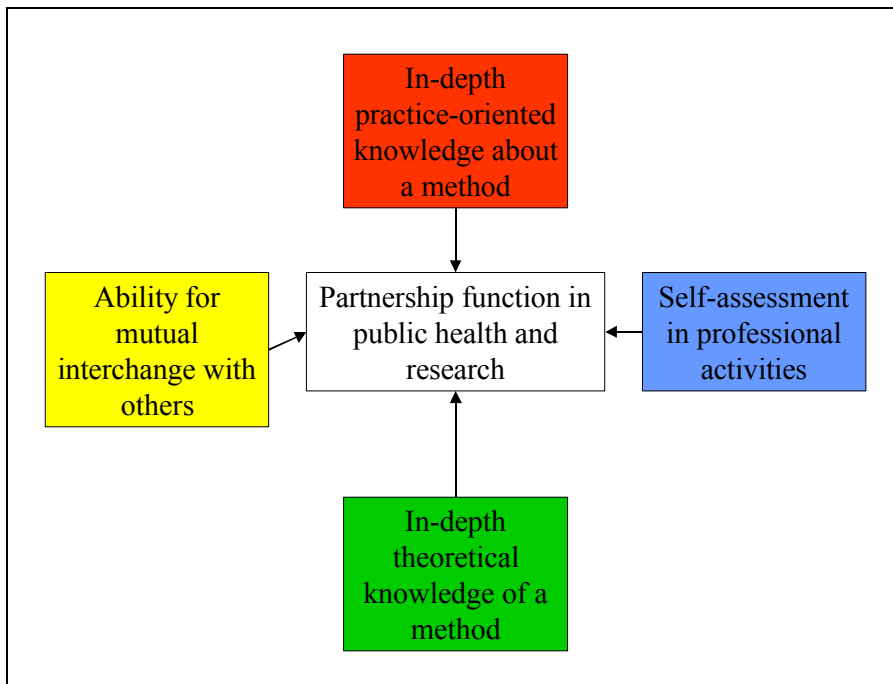 In-depth
practice-oriented
knowledge about
a method
Ability for
mutual
interchange with
others
Partnership function in
public health and
research
Self-assessment
in professional
activities
In-depth
theoretical
knowledge of a
method